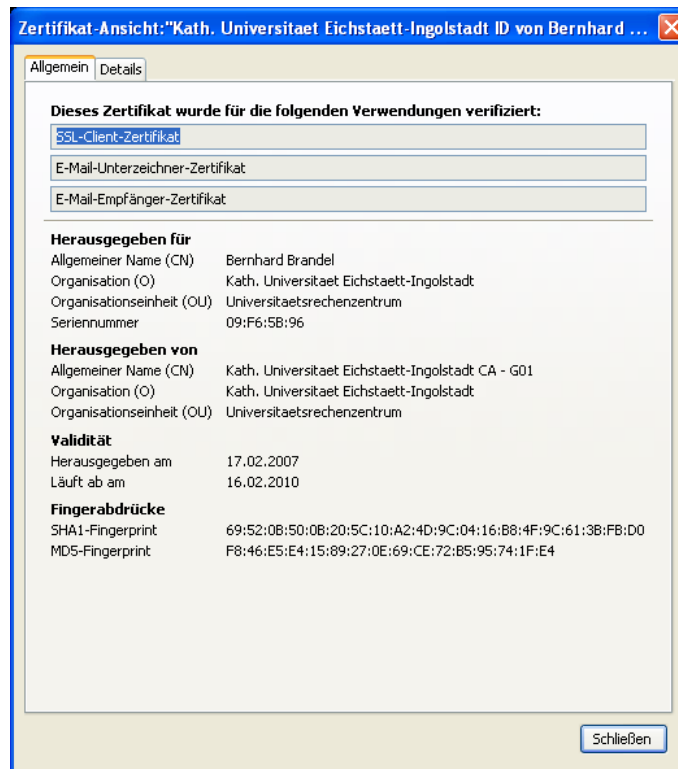 Zertifikat-Ansicht:"Kath. Universitaet Eichstaett-Ingolstadt ID von Bernhard ...
Allgemein Details
Dieses Zertifikat wurde für die folgenden Verwendungen verifiziert:
SSL-Client-Zertifikat
E-Mail-Unterzeichner-Zertifikat
E-Mail-Empfänger-Zertifikat
Herausgegeben für
Allgemeiner Name (CN) Bernhard Brandel
Organisation (O) Kath. Universitaet Eichstaett-Ingolstadt
Organisationseinheit (OU) Universitaetsrechenzentrum
Seriennummer 09:F6:5B:96
Herausgegeben von
Allgemeiner Name (CN) Kath. Universitaet Eichstaett-Ingolstadt CA - G01
Organisation (O) Kath. Universitaet Eichstaett-Ingolstadt
Organisationseinheit (OU) Universitaetsrechenzentrum
Validität
Herausgegeben am 17.02.2007
Läuft ab am 16.02.2010
Fingerabdrücke
SHA1-Fingerprint 69:52:0B:50:0B:20:5C:10:A2:4D:9C:04:16:B8:4F:9C:61:3B:FB:D0
MD5-Fingerprint F8:46:E5:E4:15:89:27:0E:69:CE:72:B5:95:74:1F:E4
Schließen